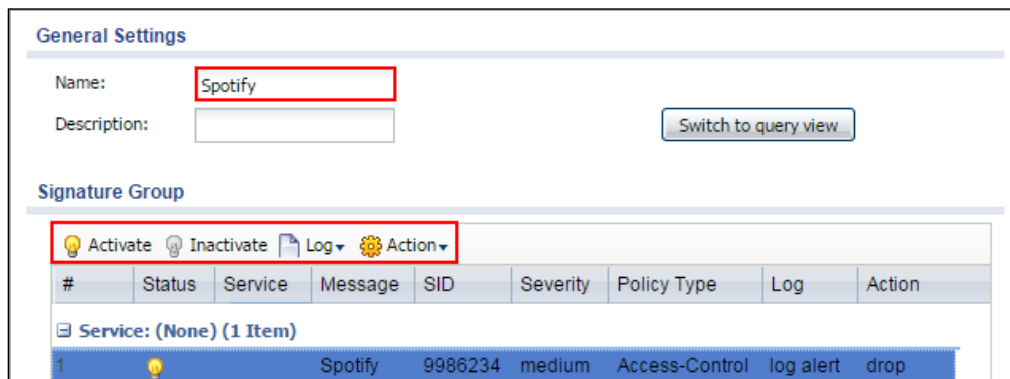 General Settings
Name: Spotify
Description:
Switch to query view
Signature Group
Activate Inactivate Log Action
# Status Service Message SID Severity Policy Type Log Action
Service: (None) (1 Item)
1 Spotify 9986234 medium Access-Control log alert drop